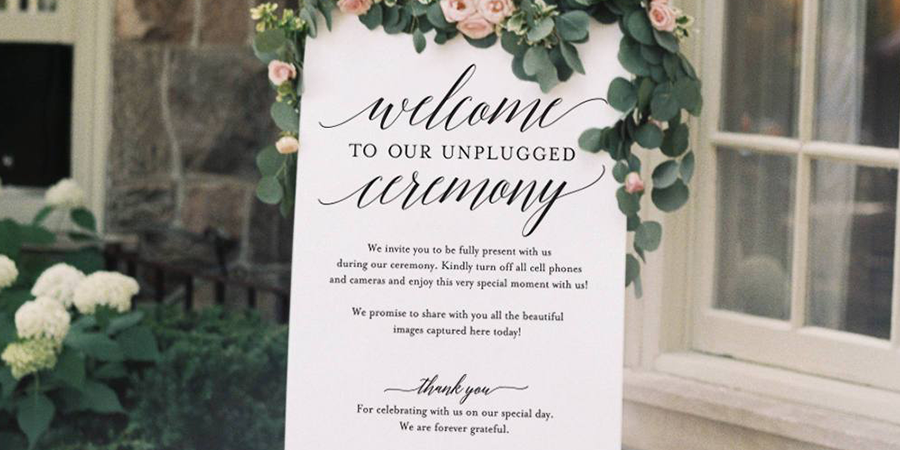 welcome
TO OUR UNPLUGGED
ceremony
We invite you to be fully present with us
during our ceremony. Kindly turn off all cell phones
and cameras and enjoy this very special moment with us!
We promise to share with you all the beautiful
images captured here today!
thank you
For celebrating with us on our special day.
We are forever grateful.